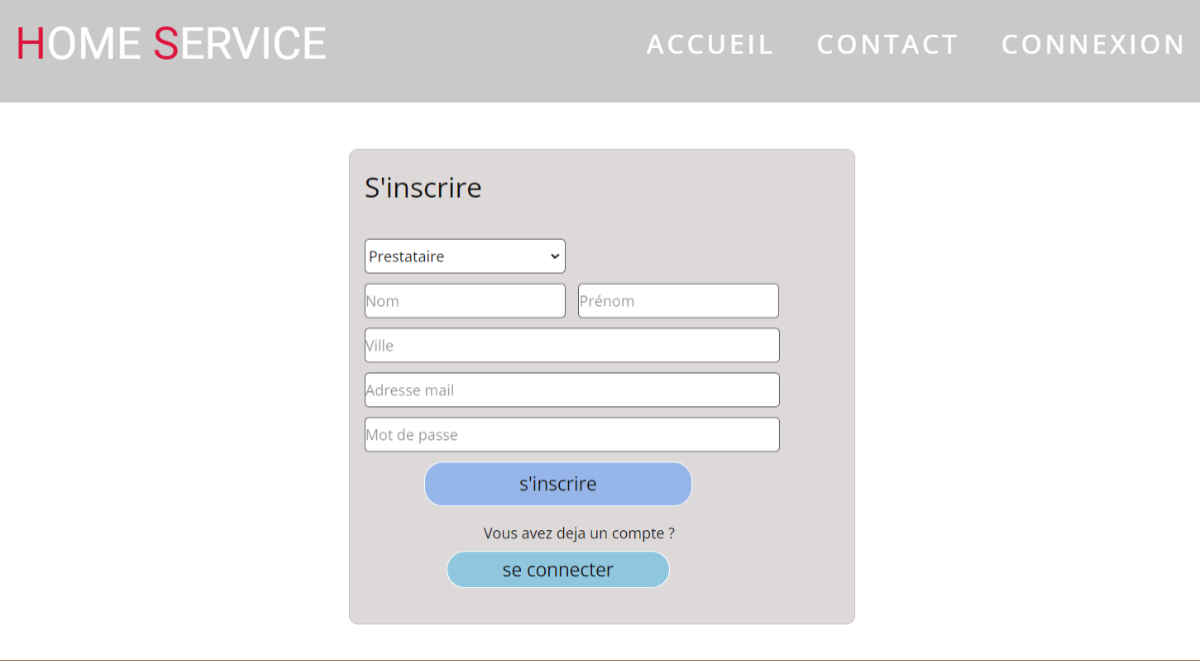 HOME SERVICE ACCUEIL CONTACT CONNEXION
S'inscrire
Prestataire
Nom Prénom
Ville
Adresse mail
Mot de passe
s'inscrire
Vous avez deja un compte ?
se connecter